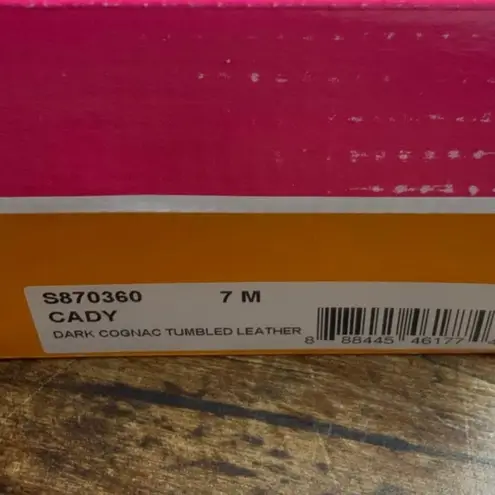 S870360 7 M
CADY
DARK COGNAC TUMBLED LEATHER
8 88445 46177